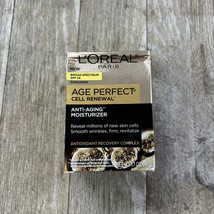 L'ORÉAL
PARIS
NEW
BROAD SPECTRUM
SPF 25
AGE PERFECT®
CELL RENEWAL*
ANTI-AGING
MOISTURIZER
Reveal millions of new skin cells
Smooth wrinkles, firm, revitalize
ANTIOXIDANT RECOVERY COMPLEX